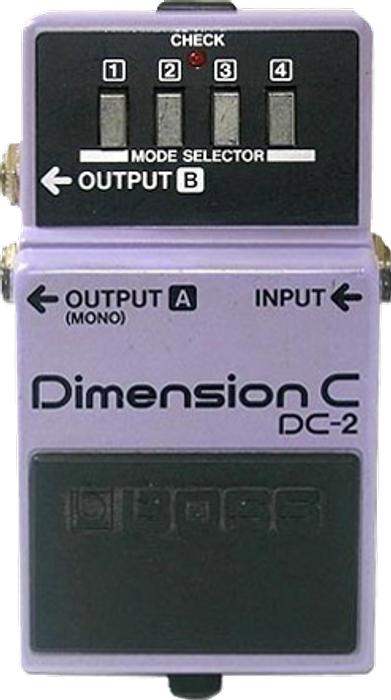 CHECK
1 2 3 4
MODE SELECTOR
← OUTPUT B
← OUTPUT A INPUT ←
(MONO)
Dimension C
DC-2
BOSS